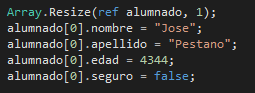 Array.Resize(ref alumnado, 1);
alumnado[0].nombre = "Jose";
alumnado[0].apellido = "Pestano";
alumnado[0].edad = 4344;
alumnado[0].seguro = false;